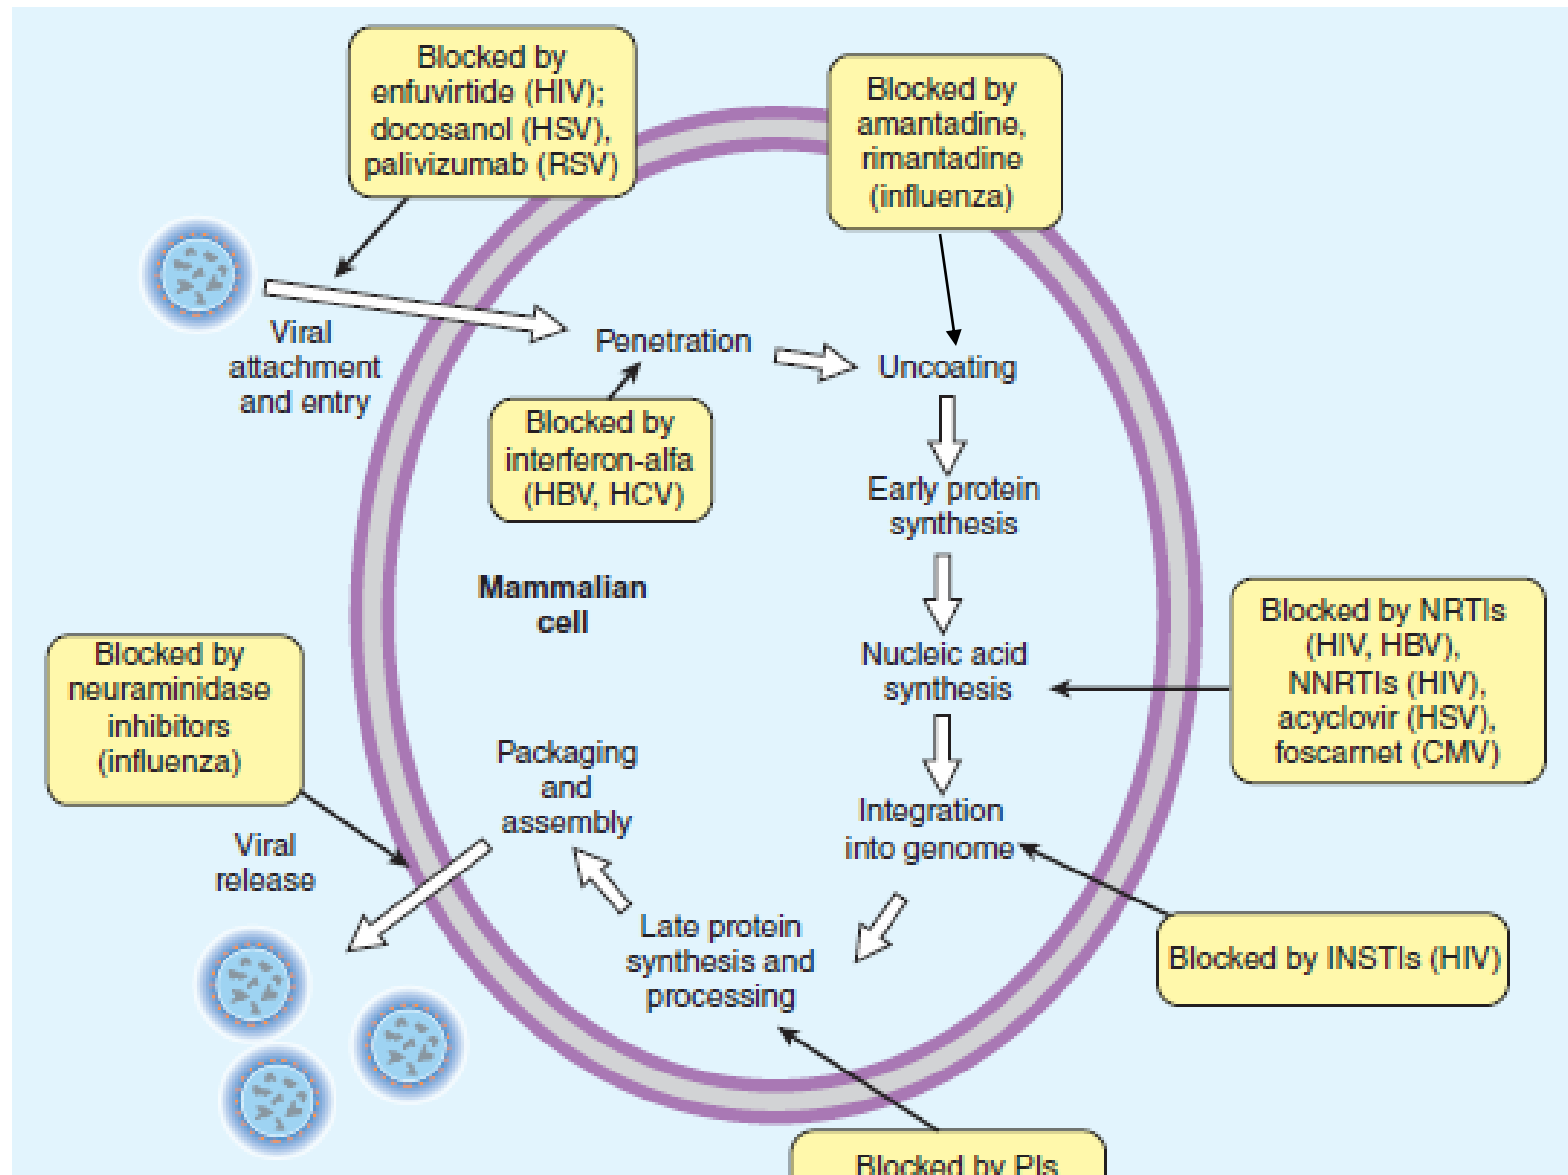 Blocked by
enfuvirtide (HIV);
docosanol (HSV),
palivizumab (RSV)
Blocked by
amantadine,
rimantadine
(influenza)
Viral
attachment
and entry
Penetration
Uncoating
Blocked by
interferon-alfa
(HBV, HCV)
Early protein
synthesis
Mammalian
cell
Nucleic acid
synthesis
Blocked by NRTIs
(HIV, HBV),
NNRTIs (HIV),
acyclovir (HSV),
foscarnet (CMV)
Blocked by
neuraminidase
inhibitors
(influenza)
Packaging
and
assembly
Integration
into genome
Viral
release
Late protein
synthesis and
processing
Blocked by INSTIs (HIV)
Blocked by PIs